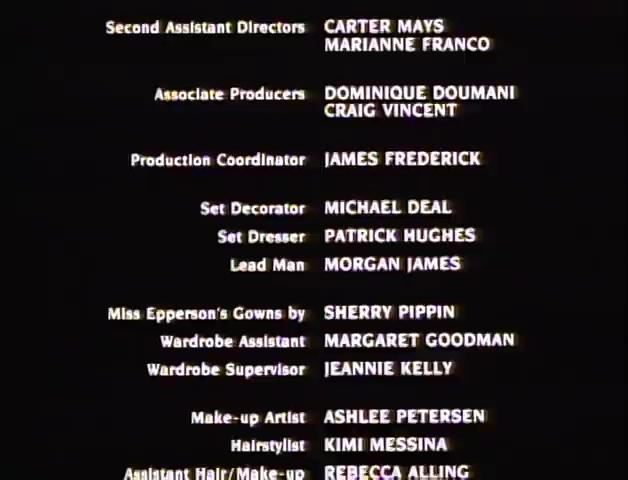 Second Assistant Directors CARTER MAYS
MARIANNE FRANCO
Associate Producers DOMINIQUE DOUMANI
CRAIG VINCENT
Production Coordinator JAMES FREDERICK
Set Decorator MICHAEL DEAL
Set Dresser PATRICK HUGHES
Lead Man MORGAN JAMES
Miss Epperson's Gowns by SHERRY PIPPIN
Wardrobe Assistant MARGARET GOODMAN
Wardrobe Supervisor JEANNIE KELLY
Make-up Artist ASHLEE PETERSEN
Hairstylist KIMI MESSINA
Assistant Hair/Make-up REBECCA ALLING